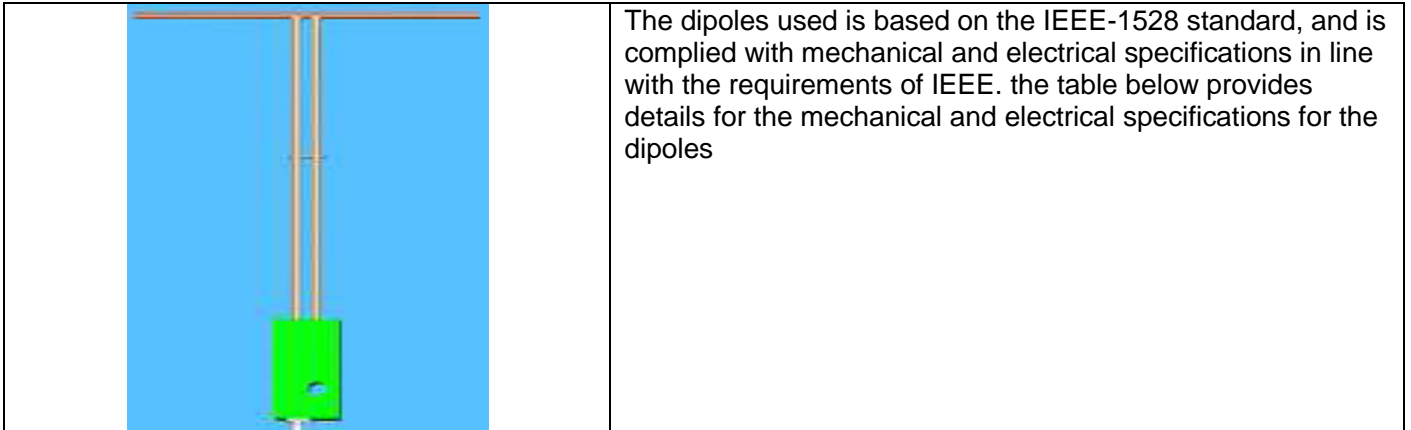 The dipoles used is based on the IEEE-1528 standard, and is
complied with mechanical and electrical specifications in line
with the requirements of IEEE. the table below provides
details for the mechanical and electrical specifications for the
dipoles